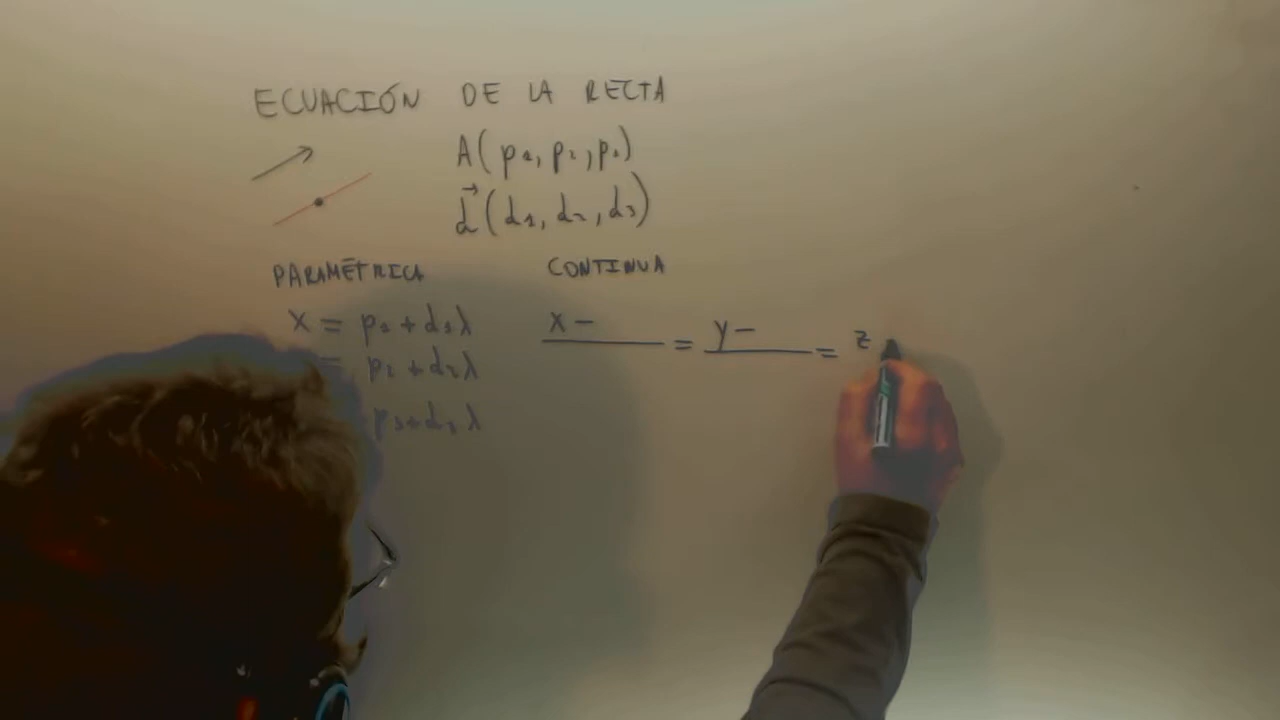 ECUACIÓN DE LA RECTA
A(p₁, p₂, p₃)
d⃗(d₁, d₂, d₃)
PARAMÉTRICA CONTINUA
x = p₁ + d₁λ
= p₂ + d₂λ
p₃ + d₃λ
x − = y − = z